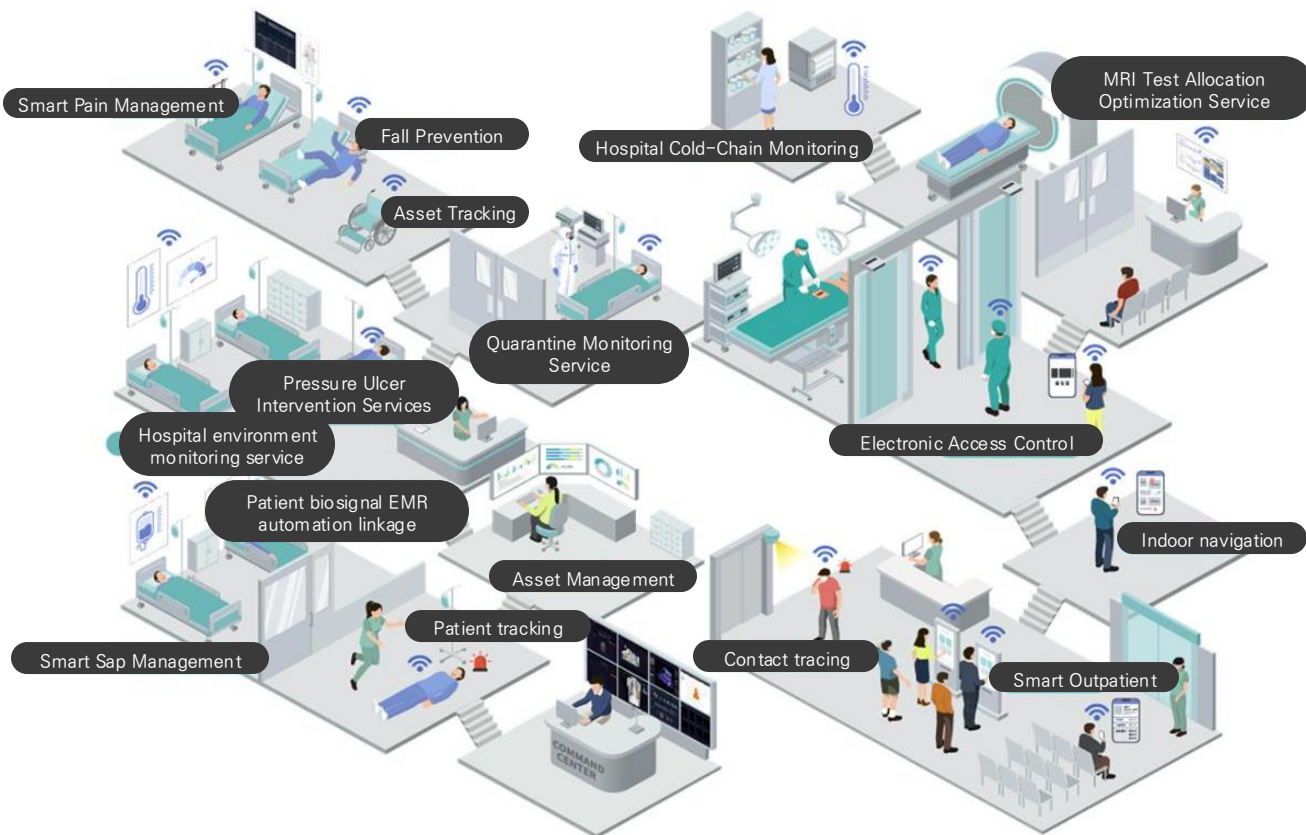 Smart Pain Management
Fall Prevention
Asset Tracking
Hospital Cold-Chain Monitoring
MRI Test Allocation
Optimization Service
Quarantine Monitoring
Service
Pressure Ulcer
Intervention Services
Hospital environment
monitoring service
Electronic Access Control
Patient biosignal EMR
automation linkage
Indoor navigation
Asset Management
Patient tracking
Contact tracing
Smart Sap Management
Smart Outpatient
COMMAND
CENTER